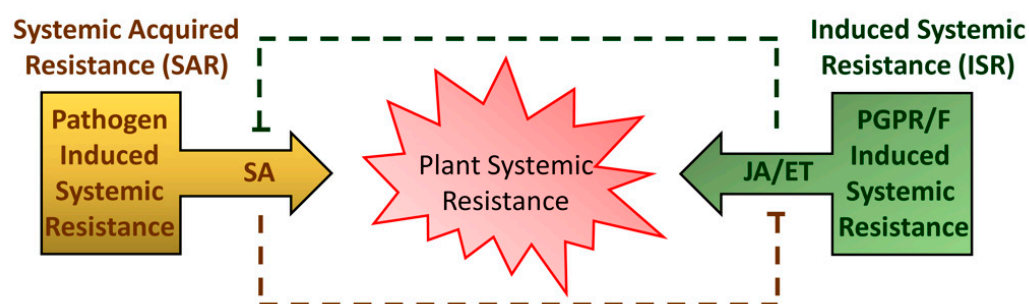 Systemic Acquired
Resistance (SAR)
Pathogen
Induced
Systemic
Resistance
SA
Plant Systemic
Resistance
Induced Systemic
Resistance (ISR)
JA/ET
PGPR/F
Induced
Systemic
Resistance